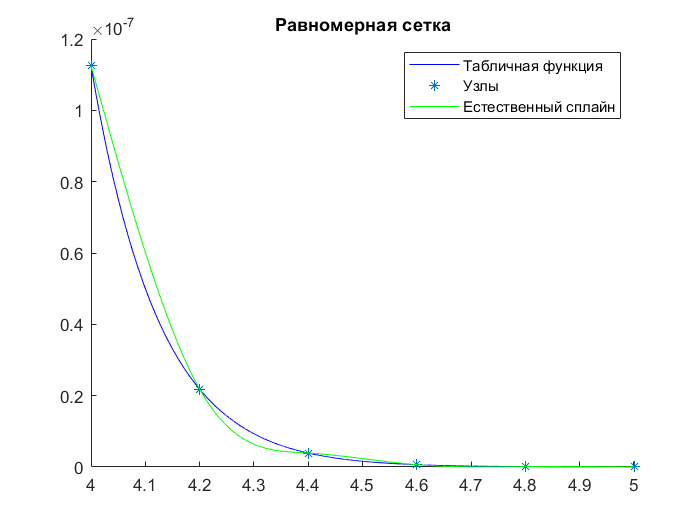 Равномерная сетка
×10-7
1.2
1
0.8
0.6
0.4
0.2
0
4 4.1 4.2 4.3 4.4 4.5 4.6 4.7 4.8 4.9 5
Табличная функция
Узлы
Естественный сплайн